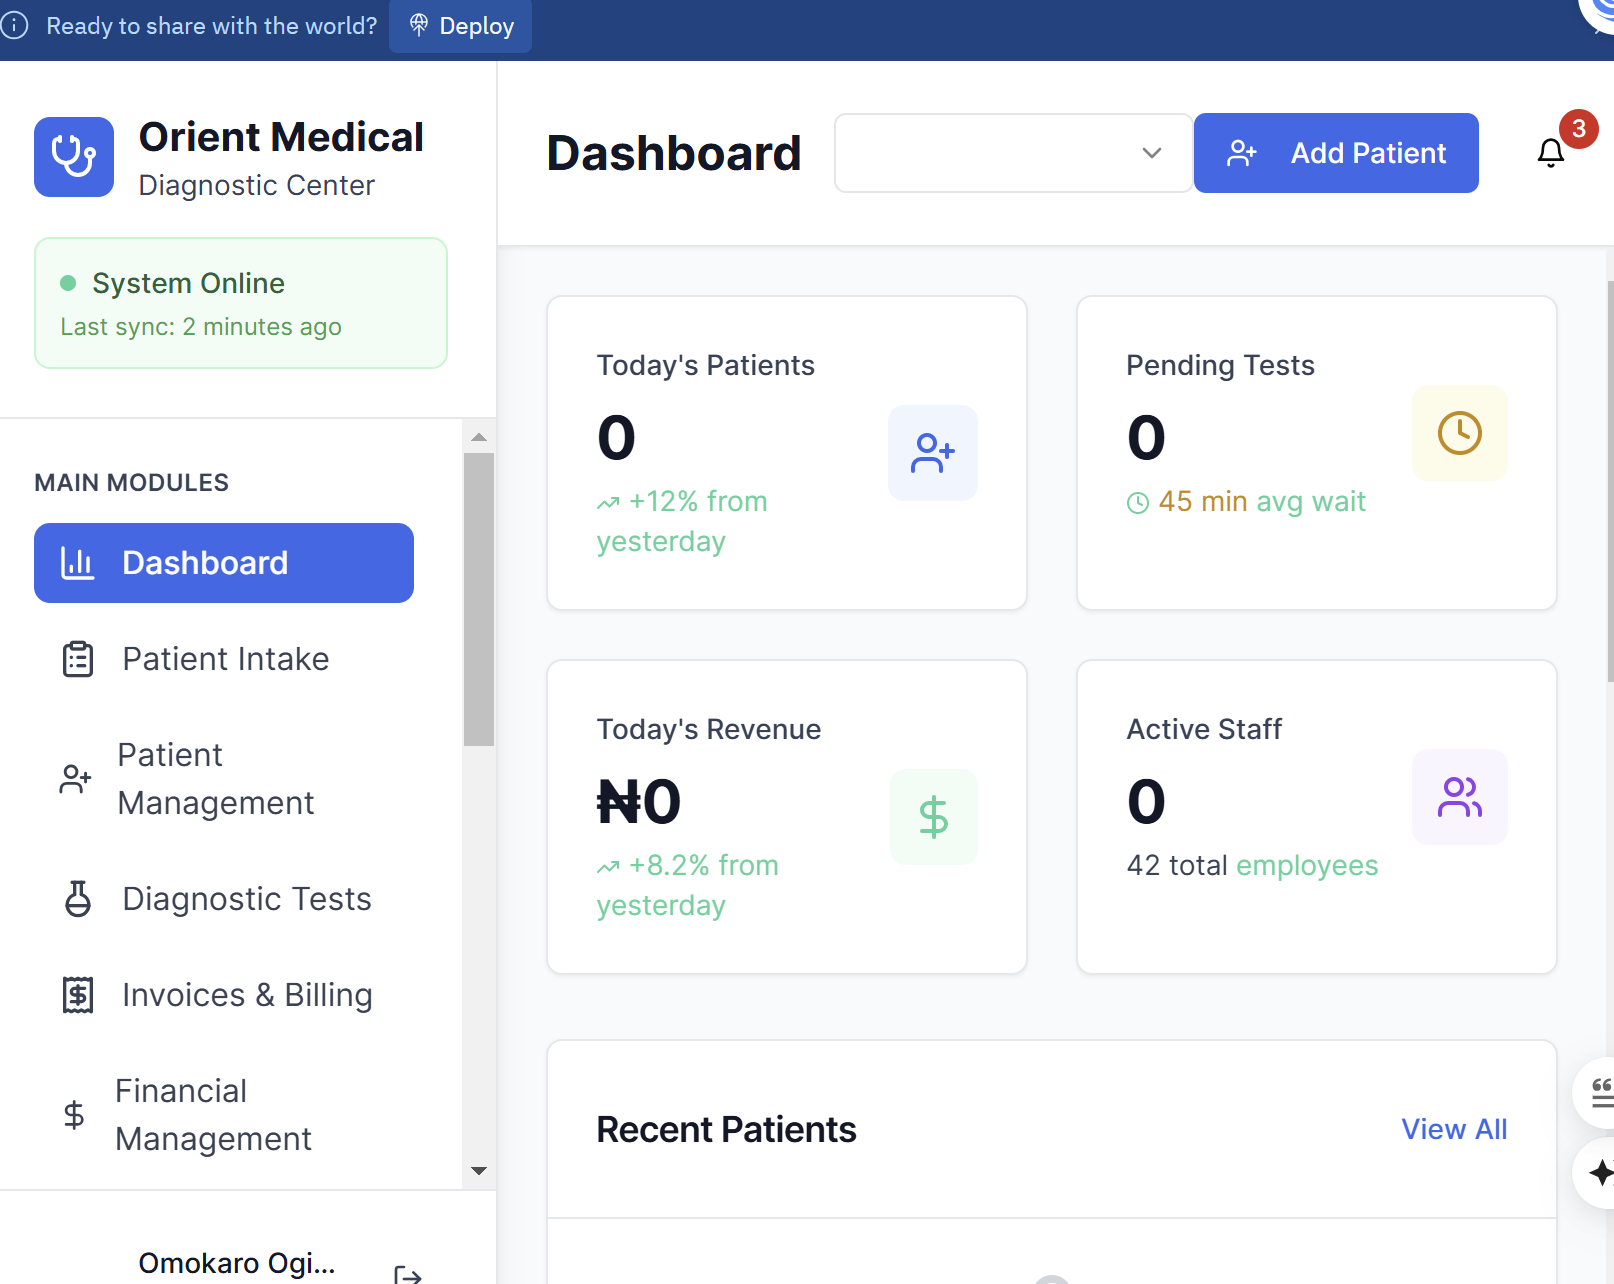 Ready to share with the world?
Deploy
Orient Medical
Diagnostic Center
System Online
Last sync: 2 minutes ago
MAIN MODULES
Dashboard
Patient Intake
Patient
Management
Diagnostic Tests
Invoices & Billing
Financial
Management
Omokaro Ogi...
Dashboard
Add Patient
3
Today's Patients
0
+12% from
yesterday
Pending Tests
0
45 min avg wait
Today's Revenue
₦0
+8.2% from
yesterday
Active Staff
0
42 total employees
Recent Patients
View All